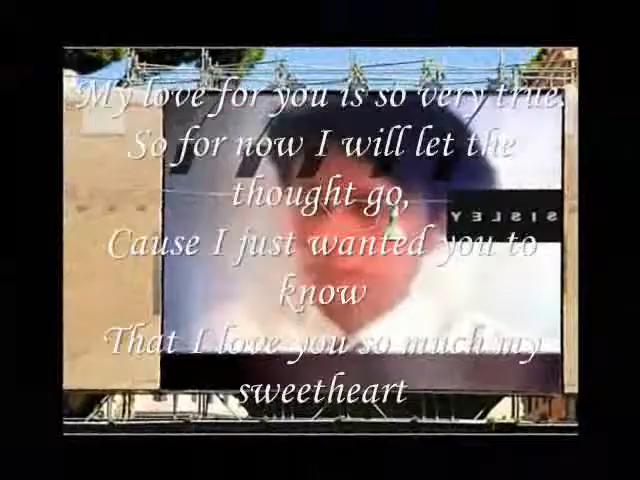 My love for you is so very true.
So for now I will let the
thought go,
SISLEY
Cause I just wanted you to
know
That I love you so much my
sweetheart